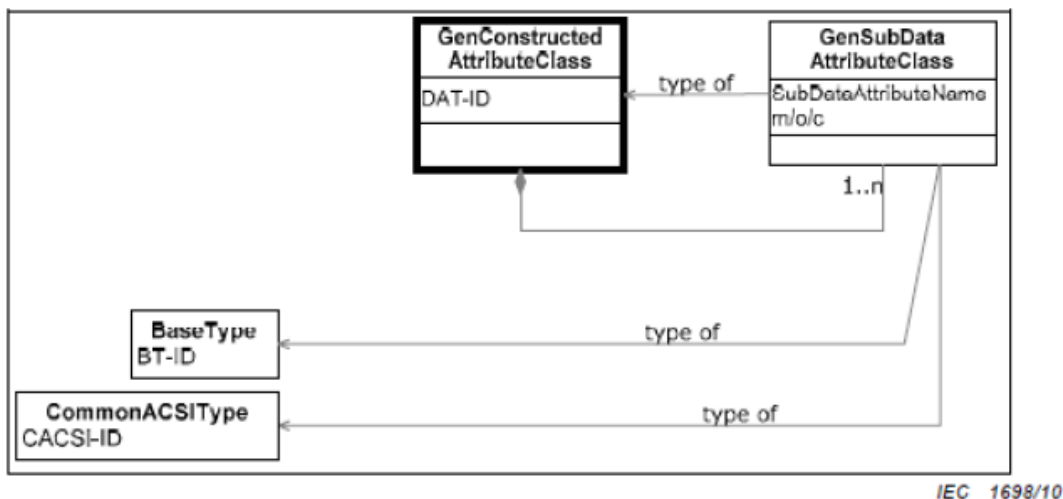 GenConstructed
AttributeClass
DAT-ID
type of
GenSubData
AttributeClass
SubDataAttributeName
m/o/c
1..n
BaseType
BT-ID
type of
CommonACSIType
CACSI-ID
type of
IEC 1698/10